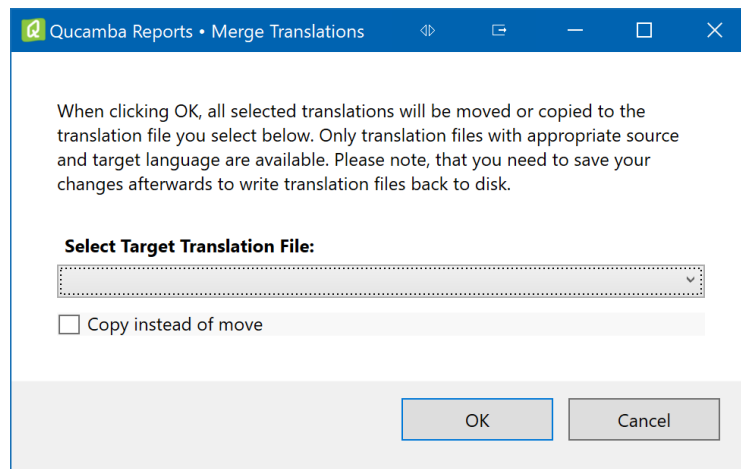 Qucamba Reports • Merge Translations
When clicking OK, all selected translations will be moved or copied to the
translation file you select below. Only translation files with appropriate source
and target language are available. Please note, that you need to save your
changes afterwards to write translation files back to disk.
Select Target Translation File:
Copy instead of move
OK
Cancel